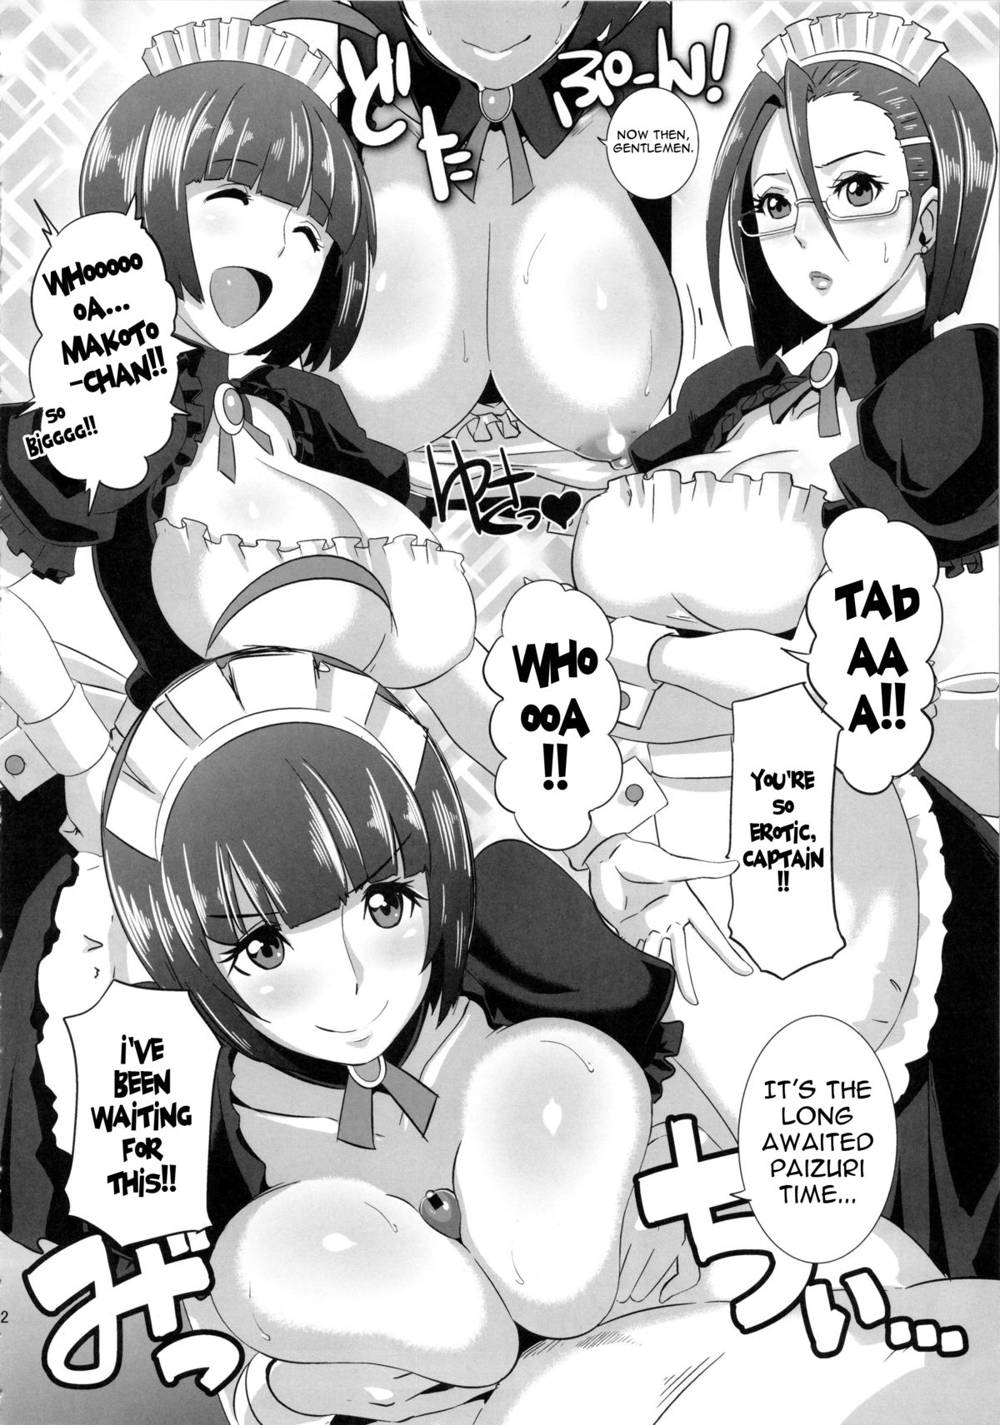 どたぷ〜ん!
NOW THEN,
GENTLEMEN.
WHOOOOO
OA...
MAKOTO
-CHAN!!
SO
BIGGGG!!
ゆさっ♥
TAD
AA
A!!
WHO
OOA
!!
YOU'RE
SO
EROTIC,
CAPTAIN
!!
I'VE
BEEN
WAITING
FOR
THIS!!
IT'S THE
LONG
AWAITED
PAIZURI
TIME...
みっ
ちぃ....
2